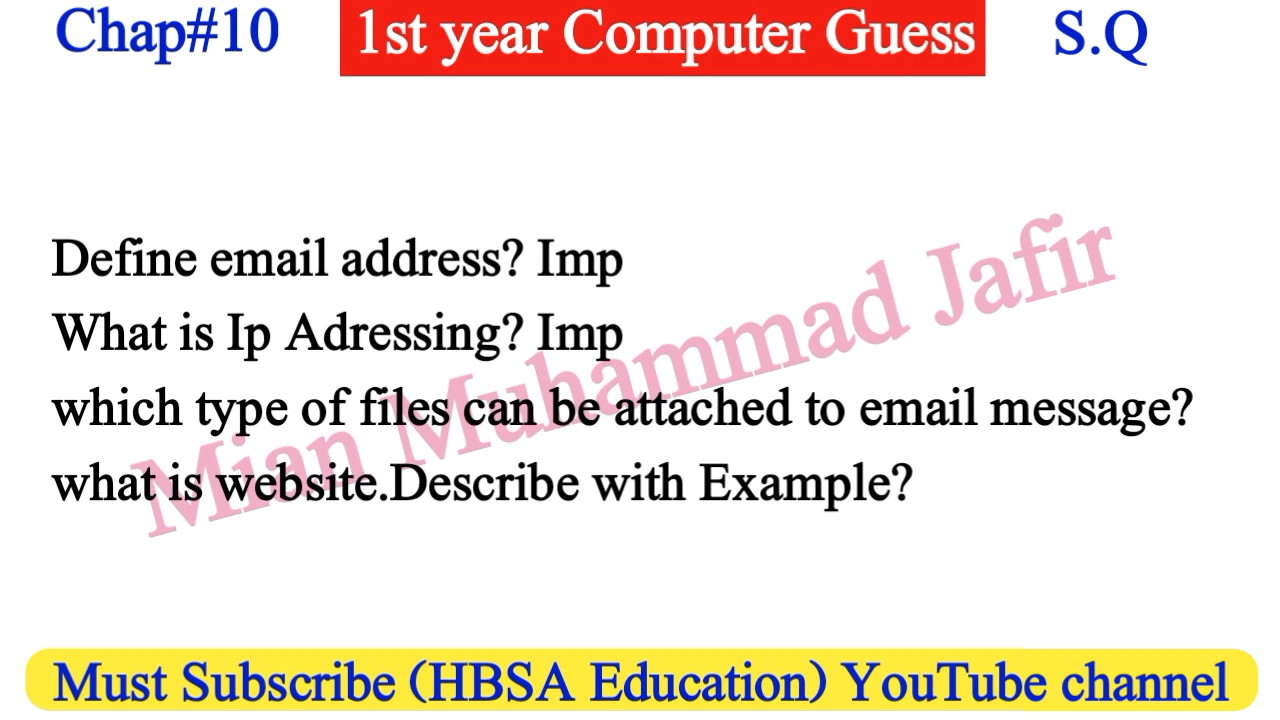 Chap#10 1st year Computer Guess S.Q
Define email address? Imp
What is Ip Adressing? Imp
which type of files can be attached to email message?
what is website.Describe with Example?
Mian Muhammad Jafir
Must Subscribe (HBSA Education) YouTube channel